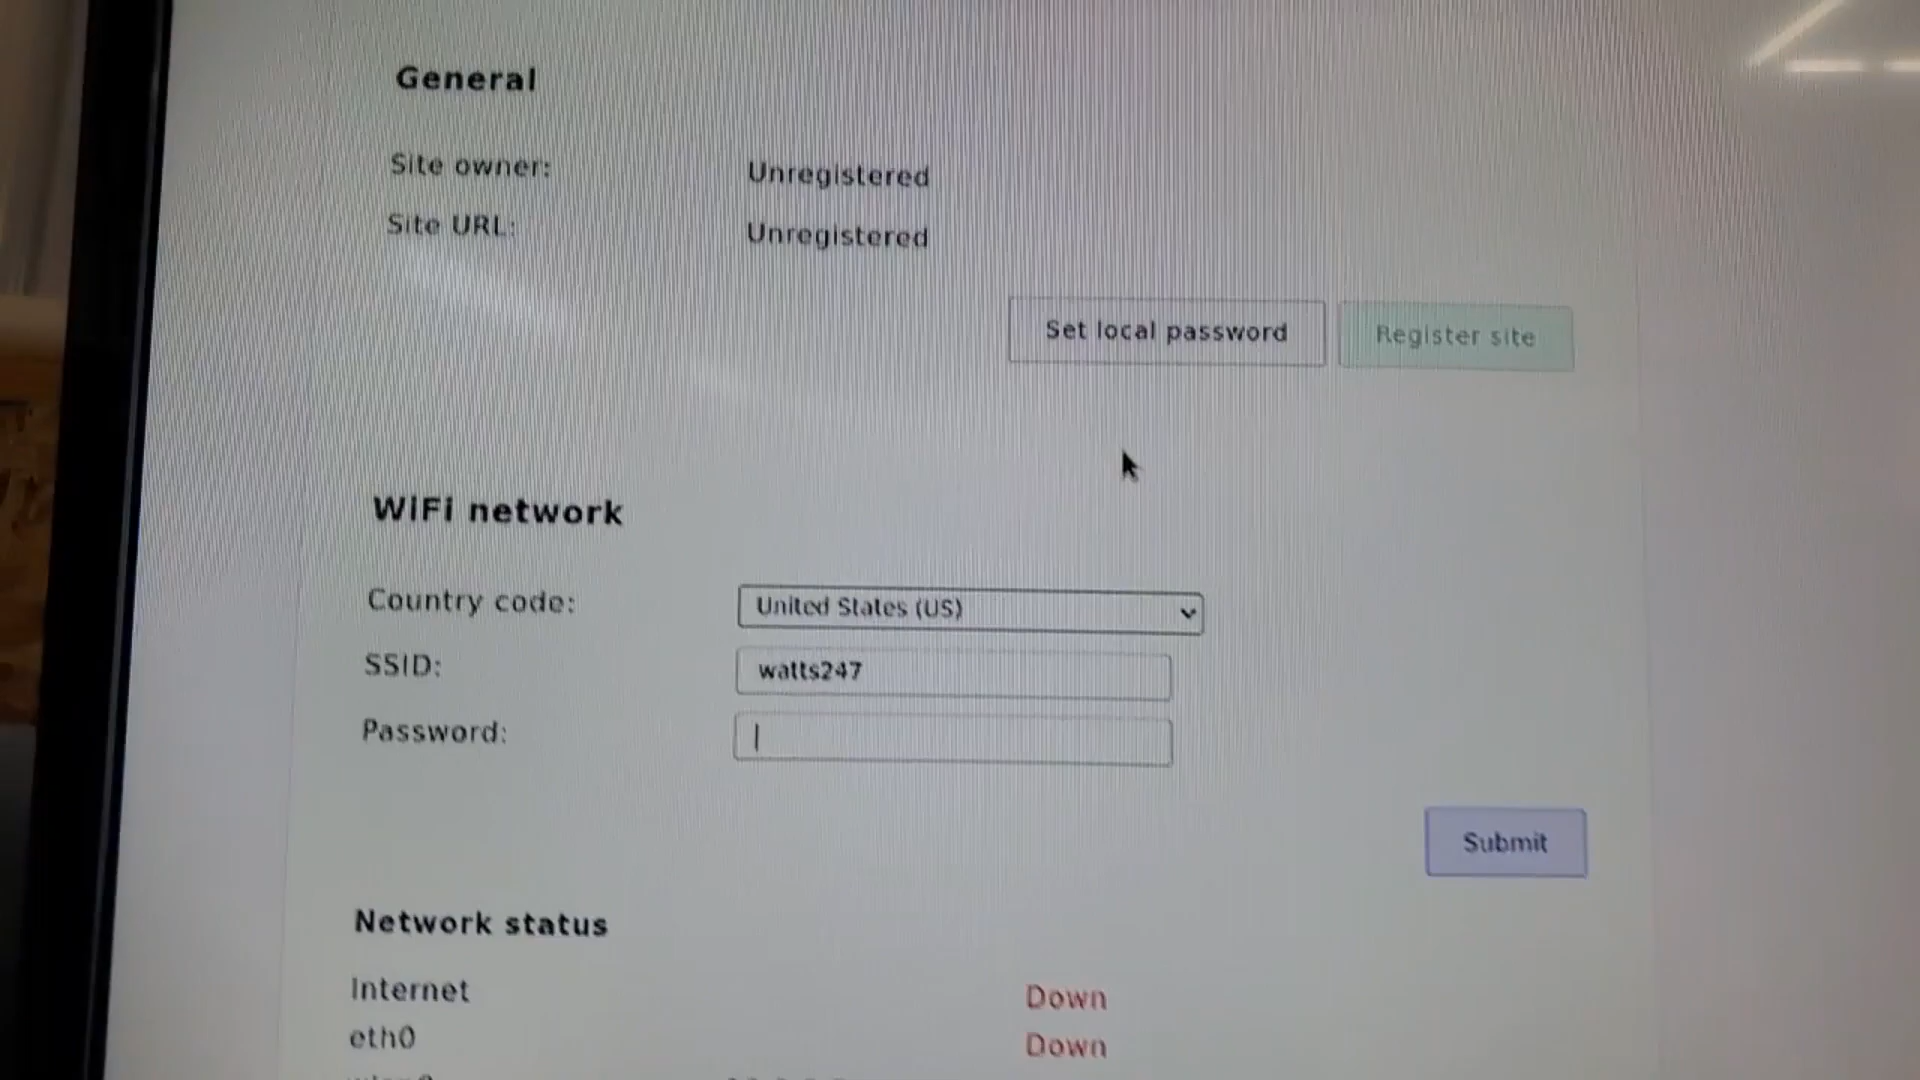 General
Site owner: Unregistered
Site URL: Unregistered
Set local password Register site
WiFi network
Country code: United States (US)
SSID: watts247
Password:
Submit
Network status
Internet Down
eth0 Down